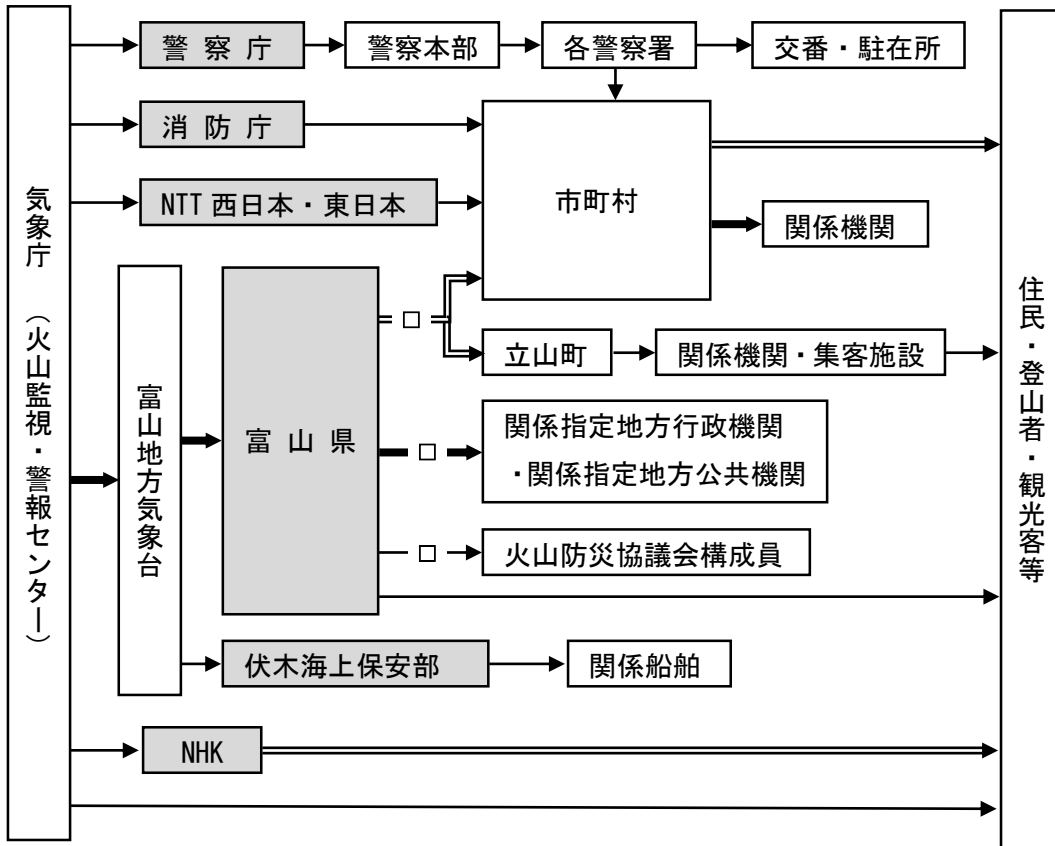 気象庁 (火山監視・警報センター)
警 察 庁
警察本部
各警察署
交番・駐在所
消 防 庁
NTT 西日本・東日本
市町村
関係機関
富山地方気象台
富 山 県
立山町
関係機関・集客施設
関係指定地方行政機関
・関係指定地方公共機関
火山防災協議会構成員
伏木海上保安部
関係船舶
NHK
住民・登山者・観光客等